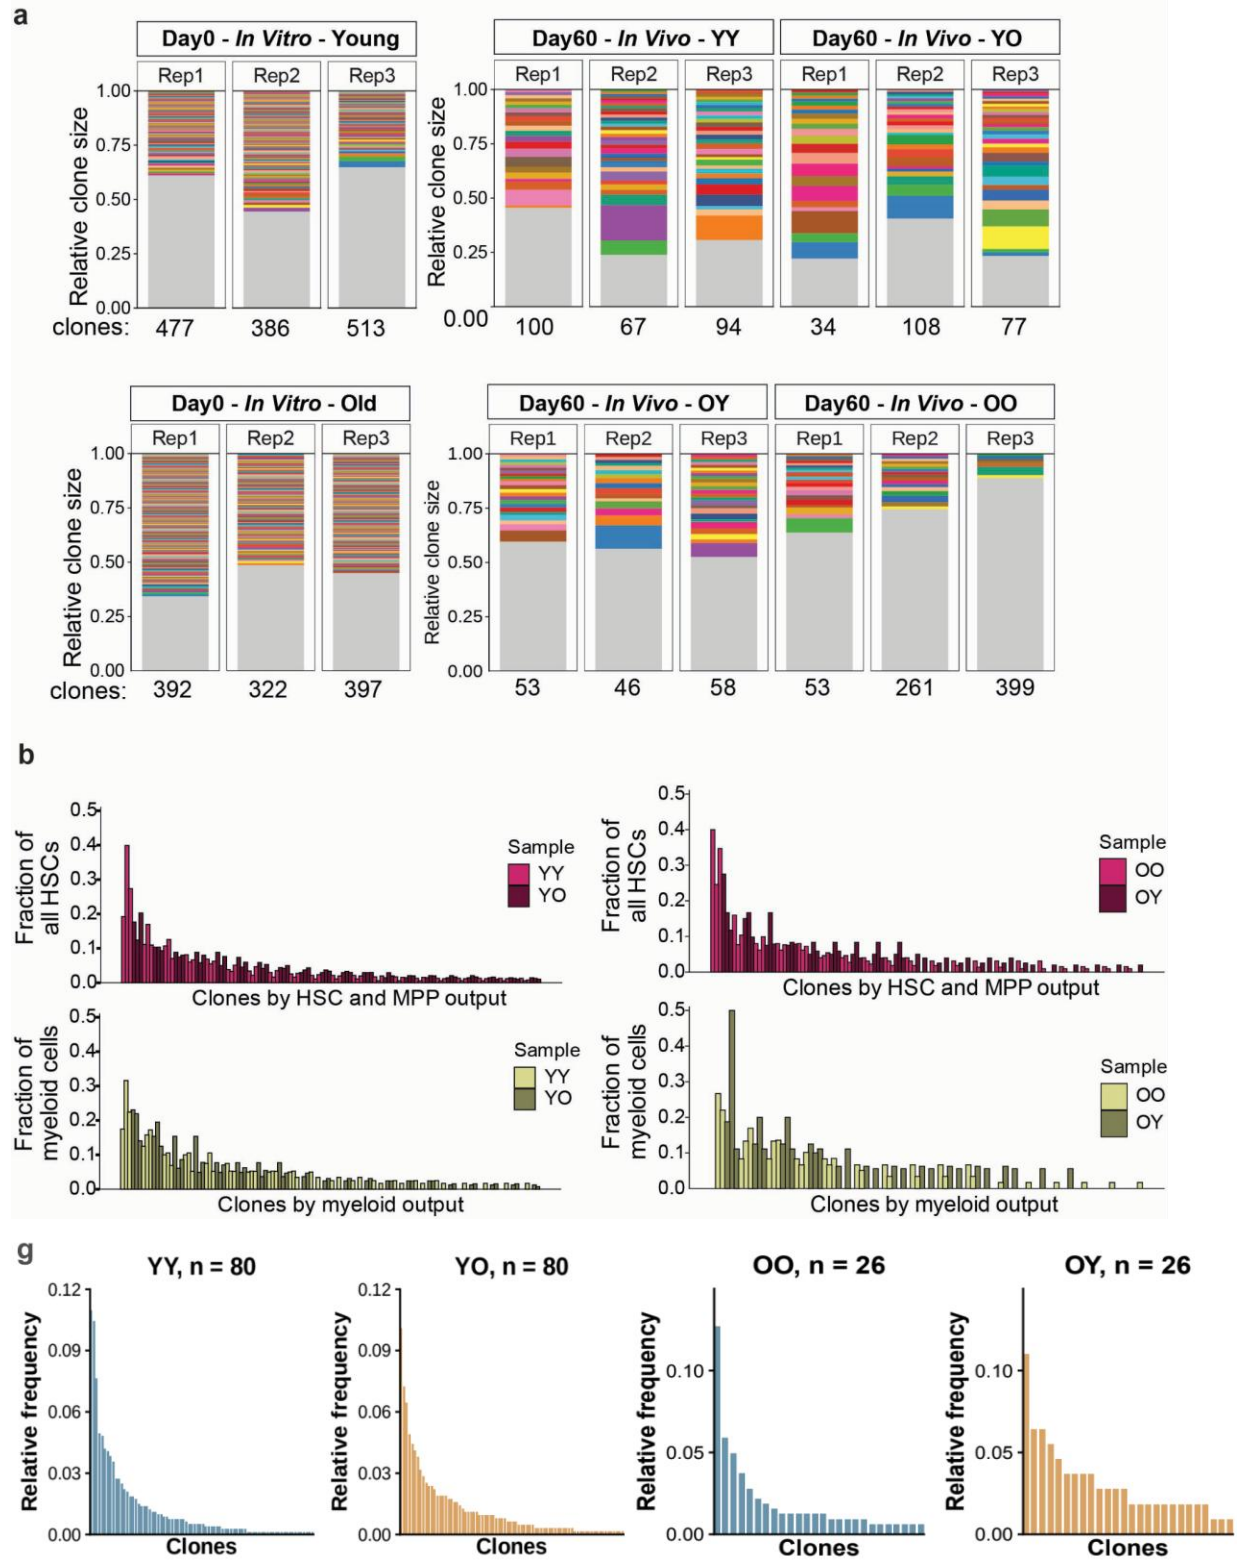 a
Day0 - In Vitro - Young
Day60 - In Vivo - YY
Day60 - In Vivo - YO
Rep1 Rep2 Rep3
Rep1 Rep2 Rep3 Rep1 Rep2 Rep3
Relative clone size
1.00
0.75
0.50
0.25
0.00
Relative clone size
1.00
0.75
0.50
0.25
0.00
clones: 477 386 513
100 67 94 34 108 77
Day0 - In Vitro - Old
Day60 - In Vivo - OY
Day60 - In Vivo - OO
Rep1 Rep2 Rep3
Rep1 Rep2 Rep3 Rep1 Rep2 Rep3
Relative clone size
1.00
0.75
0.50
0.25
0.00
Relative clone size
1.00
0.75
0.50
0.25
0.00
clones: 392 322 397
53 46 58 53 261 399
b
Fraction of
all HSCs
0.5
0.4
0.3
0.2
0.1
0.0
Sample
YY
YO
Clones by HSC and MPP output
Fraction of
all HSCs
0.5
0.4
0.3
0.2
0.1
0.0
Sample
OO
OY
Clones by HSC and MPP output
Fraction of
myeloid cells
0.5
0.4
0.3
0.2
0.1
0.0
Sample
YY
YO
Clones by myeloid output
Fraction of
myeloid cells
0.5
0.4
0.3
0.2
0.1
0.0
Sample
OO
OY
Clones by myeloid output
g
YY, n = 80
Relative frequency
0.12
0.09
0.06
0.03
0.00
Clones
YO, n = 80
Relative frequency
0.12
0.09
0.06
0.03
0.00
Clones
OO, n = 26
Relative frequency
0.10
0.05
0.00
Clones
OY, n = 26
Relative frequency
0.10
0.05
0.00
Clones